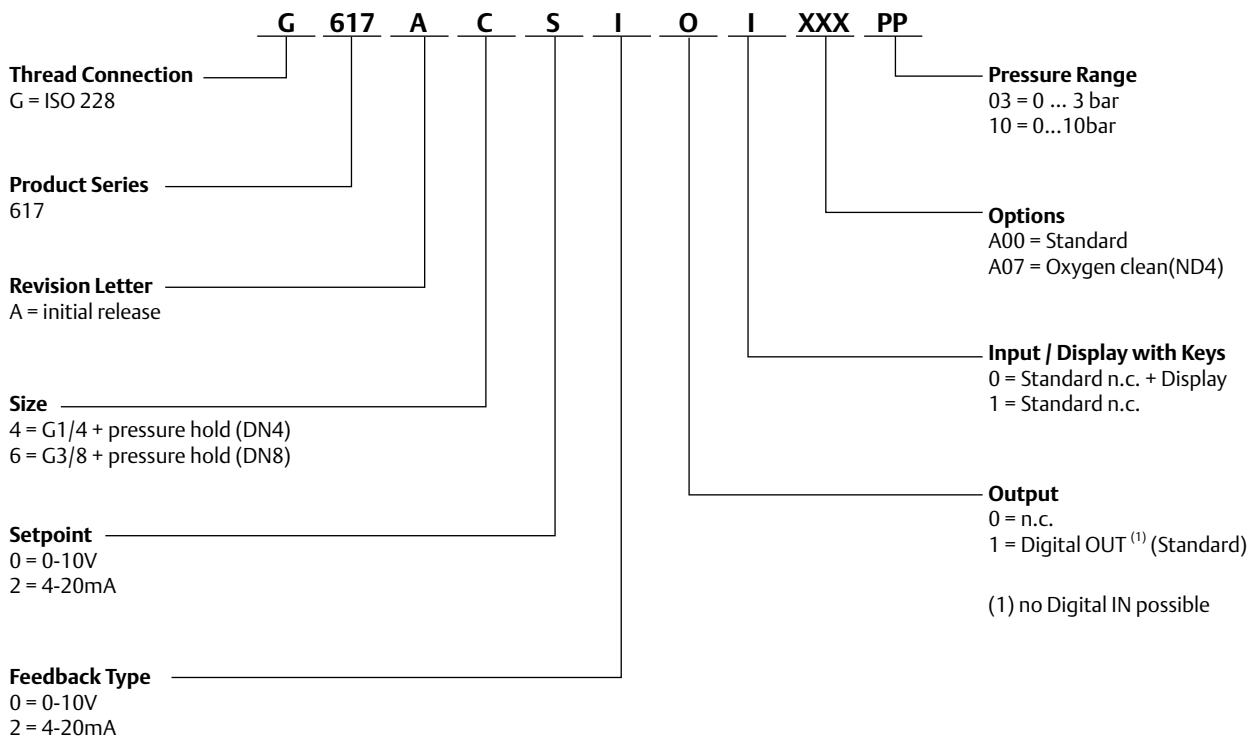 G 617 A C S I O I XXX PP
Thread Connection
G = ISO 228
Product Series
617
Revision Letter
A = initial release
Size
4 = G1/4 + pressure hold (DN4)
6 = G3/8 + pressure hold (DN8)
Setpoint
0 = 0-10V
2 = 4-20mA
Feedback Type
0 = 0-10V
2 = 4-20mA
Pressure Range
03 = 0 ... 3 bar
10 = 0...10bar
Options
A00 = Standard
A07 = Oxygen clean(ND4)
Input / Display with Keys
0 = Standard n.c. + Display
1 = Standard n.c.
Output
0 = n.c.
1 = Digital OUT (1) (Standard)
(1) no Digital IN possible